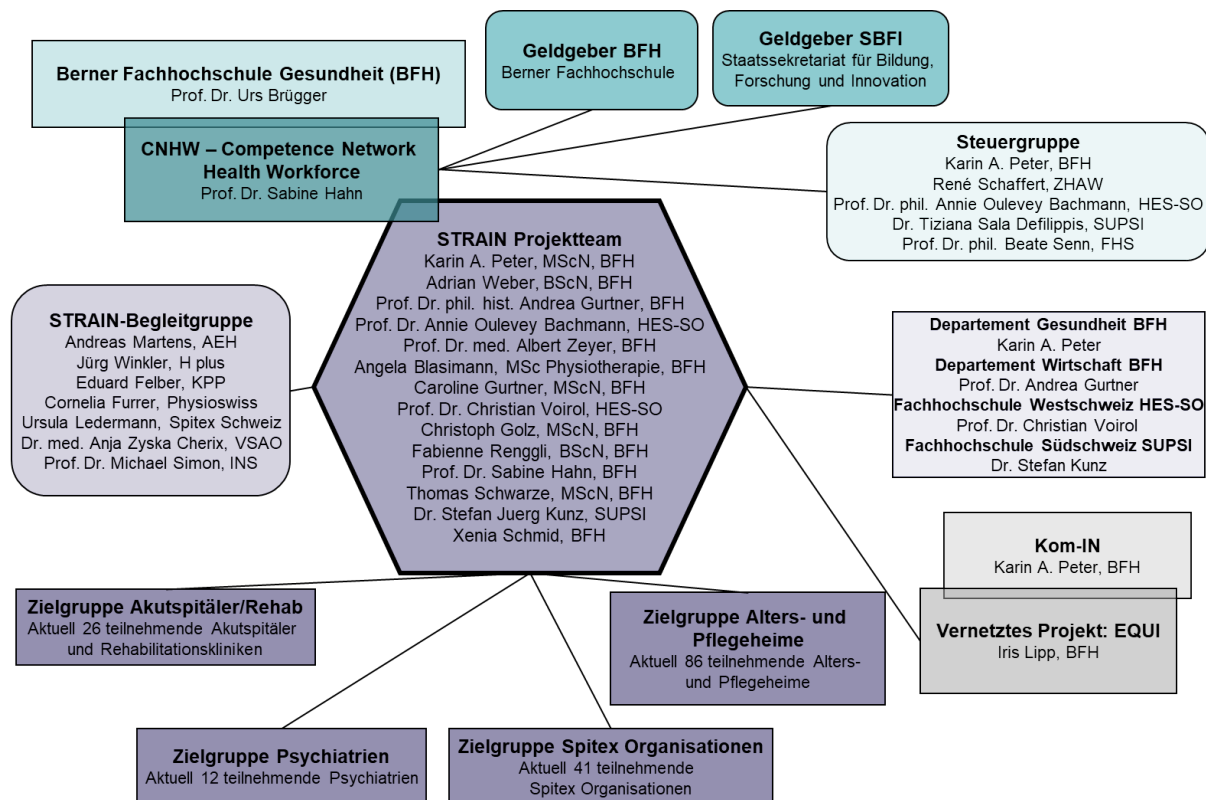 Berner Fachhochschule Gesundheit (BFH)
Prof. Dr. Urs Brügger
CNHW – Competence Network
Health Workforce
Prof. Dr. Sabine Hahn
Geldgeber BFH
Berner Fachhochschule
Geldgeber SBFI
Staatssekretariat für Bildung,
Forschung und Innovation
Steuergruppe
Karin A. Peter, BFH
René Schaffert, ZHAW
Prof. Dr. phil. Annie Oulevey Bachmann, HES-SO
Dr. Tiziana Sala Defilippis, SUPSI
Prof. Dr. phil. Beate Senn, FHS
STRAIN Projektteam
Karin A. Peter, MScN, BFH
Adrian Weber, BScN, BFH
Prof. Dr. phil. hist. Andrea Gurtner, BFH
Prof. Dr. Annie Oulevey Bachmann, HES-SO
Prof. Dr. med. Albert Zeyer, BFH
Angela Blasimann, MSc Physiotherapie, BFH
Caroline Gurtner, MScN, BFH
Prof. Dr. Christian Voirol, HES-SO
Christoph Golz, MScN, BFH
Fabienne Renggli, BScN, BFH
Prof. Dr. Sabine Hahn, BFH
Thomas Schwarze, MScN, BFH
Dr. Stefan Juerg Kunz, SUPSI
Xenia Schmid, BFH
STRAIN-Begleitgruppe
Andreas Martens, AEH
Jürg Winkler, H plus
Eduard Felber, KPP
Cornelia Furrer, Physioswiss
Ursula Ledermann, Spitex Schweiz
Dr. med. Anja Zyska Cherix, VSAO
Prof. Dr. Michael Simon, INS
Departement Gesundheit BFH
Karin A. Peter
Departement Wirtschaft BFH
Prof. Dr. Andrea Gurtner
Fachhochschule Westschweiz HES-SO
Prof. Dr. Christian Voirol
Fachhochschule Südschweiz SUPSI
Dr. Stefan Kunz
Kom-IN
Karin A. Peter, BFH
Vernetztes Projekt: EQUI
Iris Lipp, BFH
Zielgruppe Akutspitäler/Rehab
Aktuell 26 teilnehmende Akutspitäler
und Rehabilitationskliniken
Zielgruppe Alters- und
Pflegeheime
Aktuell 86 teilnehmende Alters-
und Pflegeheime
Zielgruppe Psychiatrien
Aktuell 12 teilnehmende Psychiatrien
Zielgruppe Spitex Organisationen
Aktuell 41 teilnehmende
Spitex Organisationen